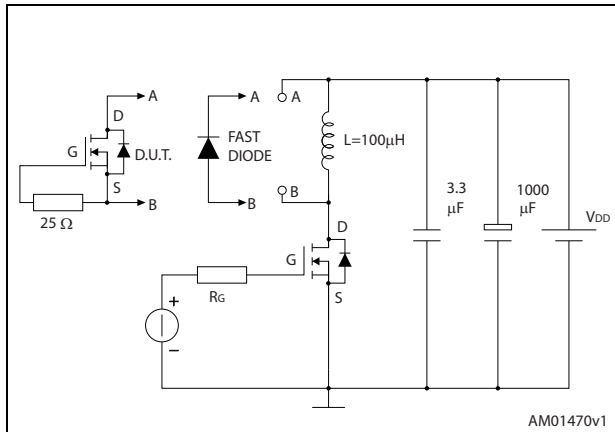 A
D
G
D.U.T.
S
B
25 Ω
A
FAST
DIODE
B
A
L=100μH
B
3.3
μF
1000
μF
VDD
D
G
S
RG
+
–
AM01470v1